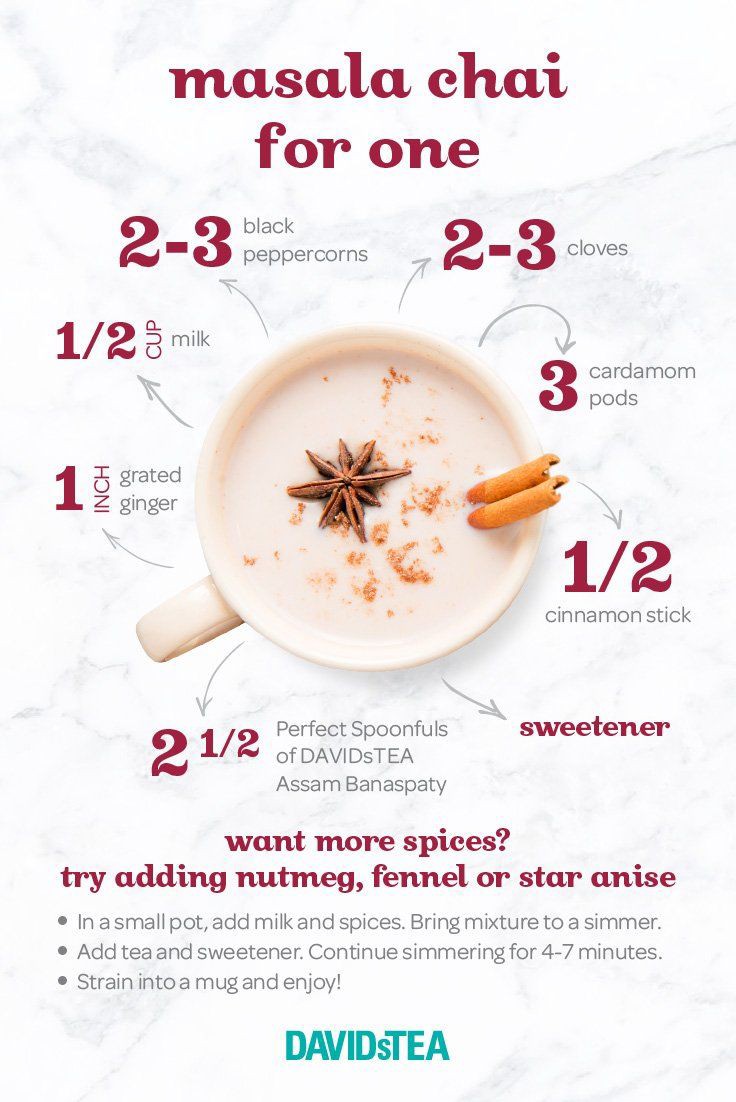 masala chai
for one
2-3 black
peppercorns
2-3 cloves
1/2 CUP milk
3 cardamom
pods
1 INCH grated
ginger
1/2
cinnamon stick
2 1/2 Perfect Spoonfuls
of DAVIDsTEA
Assam Banaspaty
sweetener
want more spices?
try adding nutmeg, fennel or star anise
• In a small pot, add milk and spices. Bring mixture to a simmer.
• Add tea and sweetener. Continue simmering for 4-7 minutes.
• Strain into a mug and enjoy!
DAVIDsTEA